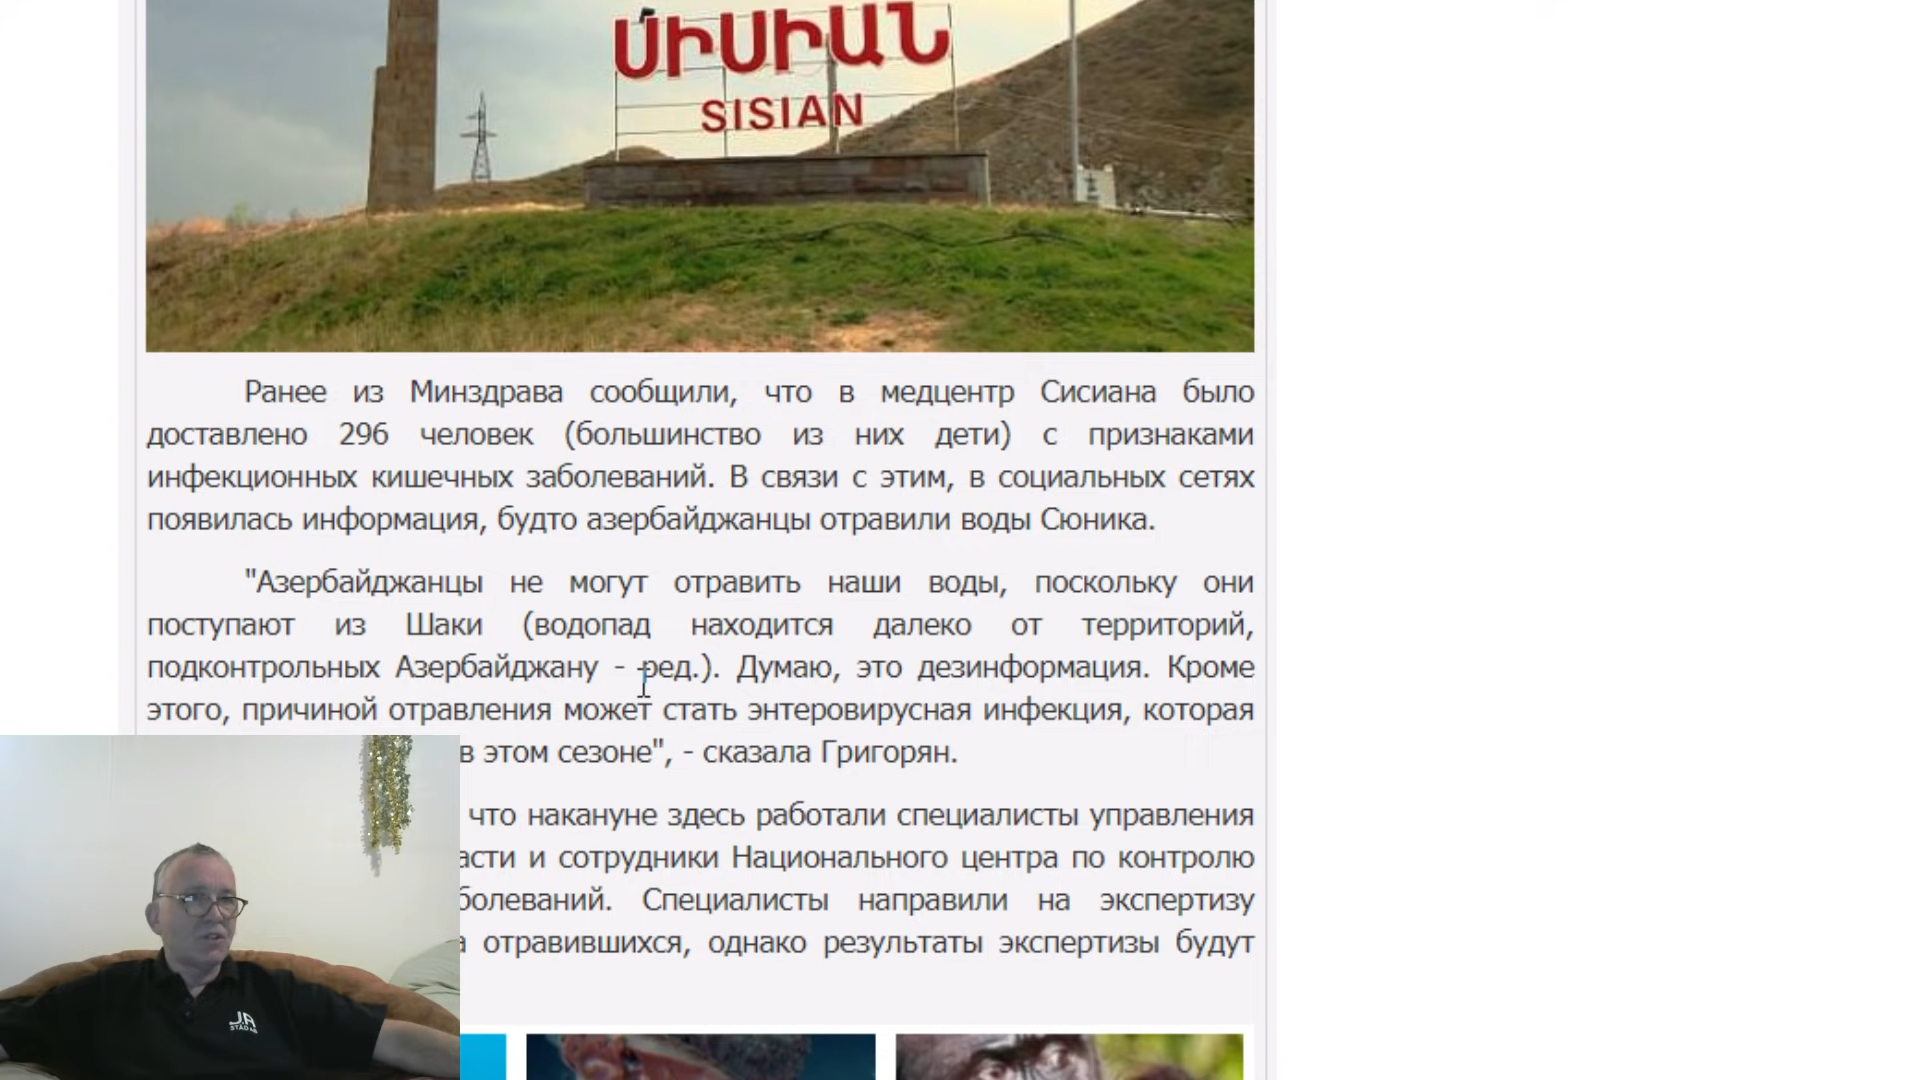 ՍԻՍԻԱՆ
SISIAN
Ранее из Минздрава сообщили, что в медцентр Сисиана было
доставлено 296 человек (большинство из них дети) с признаками
инфекционных кишечных заболеваний. В связи с этим, в социальных сетях
появилась информация, будто азербайджанцы отравили воды Сюника.
"Азербайджанцы не могут отравить наши воды, поскольку они
поступают из Шаки (водопад находится далеко от территорий,
подконтрольных Азербайджану - ред.). Думаю, это дезинформация. Кроме
этого, причиной отравления может стать энтеровирусная инфекция, которая
в этом сезоне", - сказала Григорян.
что накануне здесь работали специалисты управления
асти и сотрудники Национального центра по контролю
болеваний. Специалисты направили на экспертизу
а отравившихся, однако результаты экспертизы будут
J.A